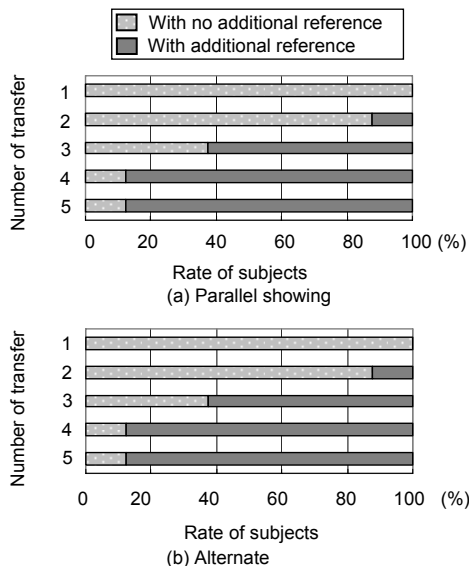 With no additional reference
With additional reference
Number of transfer
1
2
3
4
5
0 20 40 60 80 100 (%)
Rate of subjects
(a) Parallel showing
Number of transfer
1
2
3
4
5
0 20 40 60 80 100 (%)
Rate of subjects
(b) Alternate